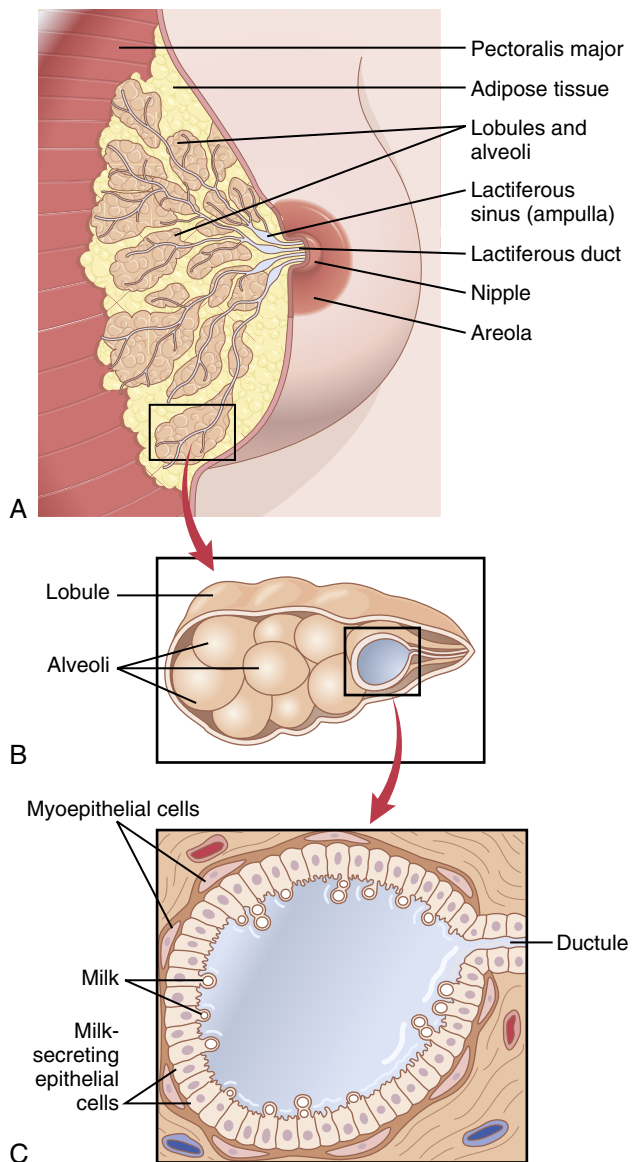 Pectoralis major
Adipose tissue
Lobules and
alveoli
Lactiferous
sinus (ampulla)
Lactiferous duct
Nipple
Areola
A
Lobule
Alveoli
B
Myoepithelial cells
Ductule
Milk
Milk-
secreting
epithelial
cells
C